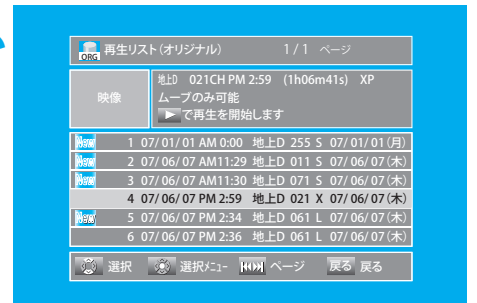 ORG 再生リスト(オリジナル) 1/1 ページ
映像
地上D 021CH PM 2:59 (1h06m41s) XP
ムーブのみ可能
で再生を開始します
New 1 07/01/01 AM 0:00 地上D 255 S 07/01/01(月)
New 2 07/06/07 AM11:29 地上D 011 S 07/06/07(木)
New 3 07/06/07 AM11:30 地上D 071 S 07/06/07(木)
4 07/06/07 PM 2:59 地上D 021 X 07/06/07(木)
New 5 07/06/07 PM 2:34 地上D 061 L 07/06/07(木)
6 07/06/07 PM 2:36 地上D 061 L 07/06/07(木)
選択 選択メニュー ページ 戻る 戻る